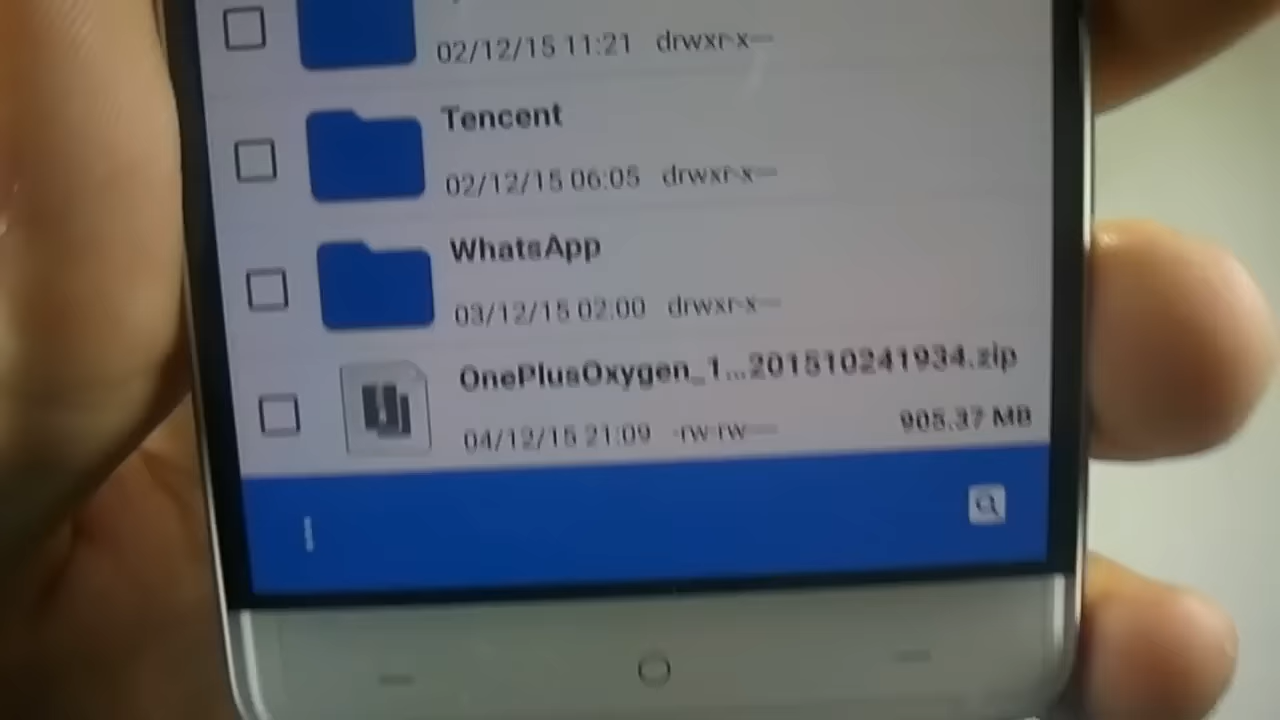 02/12/15 11:21 drwxr-x---
Tencent
02/12/15 06:05 drwxr-x---
WhatsApp
03/12/15 02:00 drwxr-x---
OnePlusOxygen_1...201510241934.zip
04/12/15 21:09 -rw-rw---- 905.37 MB